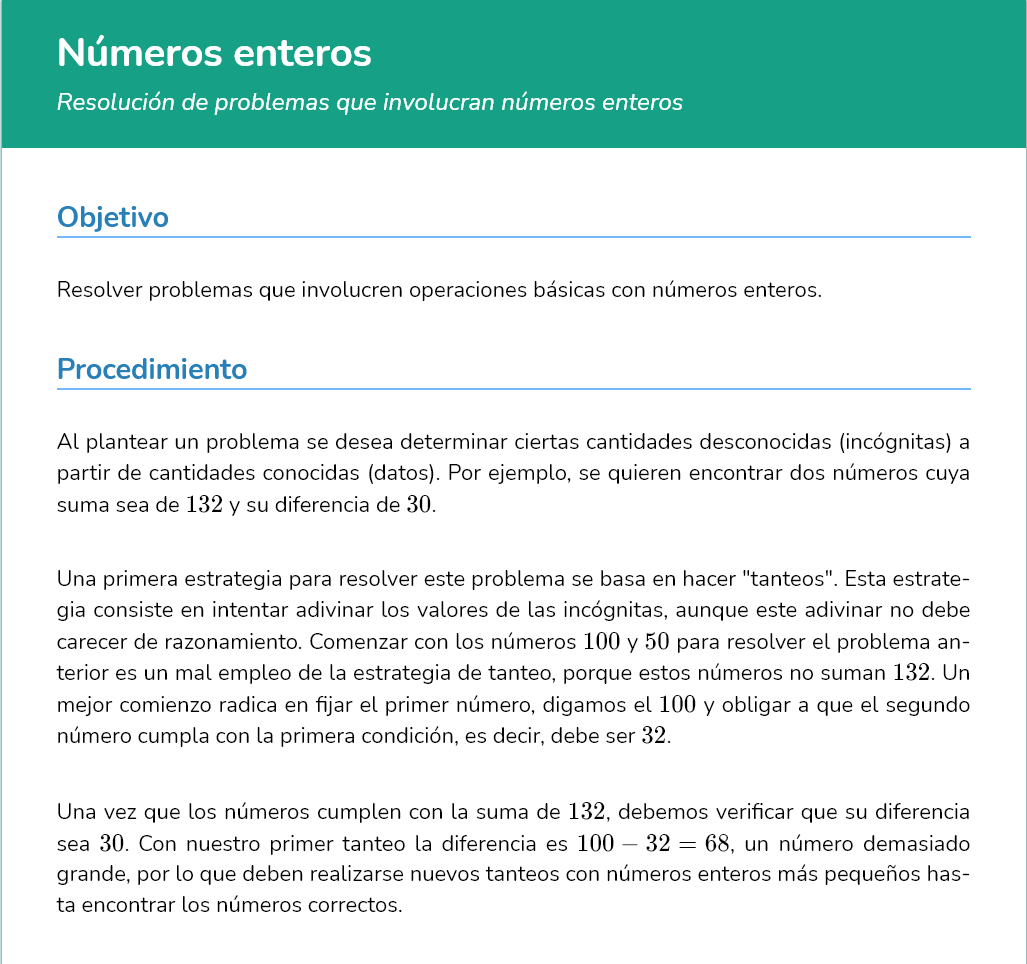 Números enteros
Resolución de problemas que involucran números enteros
Objetivo
Resolver problemas que involucren operaciones básicas con números enteros.
Procedimiento
Al plantear un problema se desea determinar ciertas cantidades desconocidas (incógnitas) a
partir de cantidades conocidas (datos). Por ejemplo, se quieren encontrar dos números cuya
suma sea de 132 y su diferencia de 30.
Una primera estrategia para resolver este problema se basa en hacer "tanteos". Esta estrate-
gia consiste en intentar adivinar los valores de las incógnitas, aunque este adivinar no debe
carecer de razonamiento. Comenzar con los números 100 y 50 para resolver el problema an-
terior es un mal empleo de la estrategia de tanteo, porque estos números no suman 132. Un
mejor comienzo radica en fijar el primer número, digamos el 100 y obligar a que el segundo
número cumpla con la primera condición, es decir, debe ser 32.
Una vez que los números cumplen con la suma de 132, debemos verificar que su diferencia
sea 30. Con nuestro primer tanteo la diferencia es 100 − 32 = 68, un número demasiado
grande, por lo que deben realizarse nuevos tanteos con números enteros más pequeños has-
ta encontrar los números correctos.